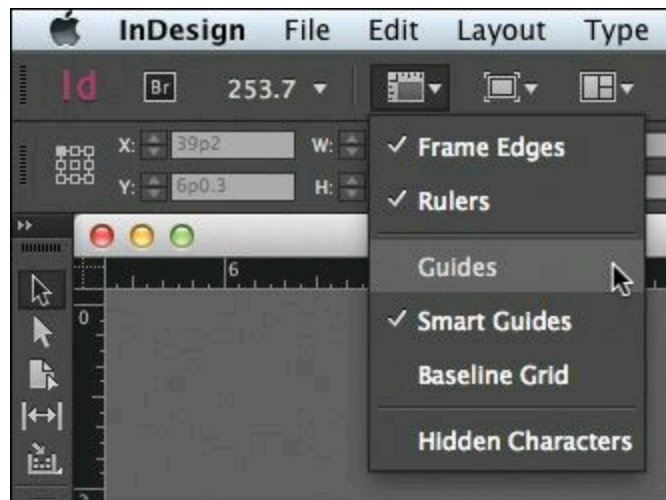 InDesign File Edit Layout Type
Id Br 253.7
X: 39p2 W:
Y: 6p0.3 H:
Frame Edges
Rulers
Guides
Smart Guides
Baseline Grid
Hidden Characters
6
0